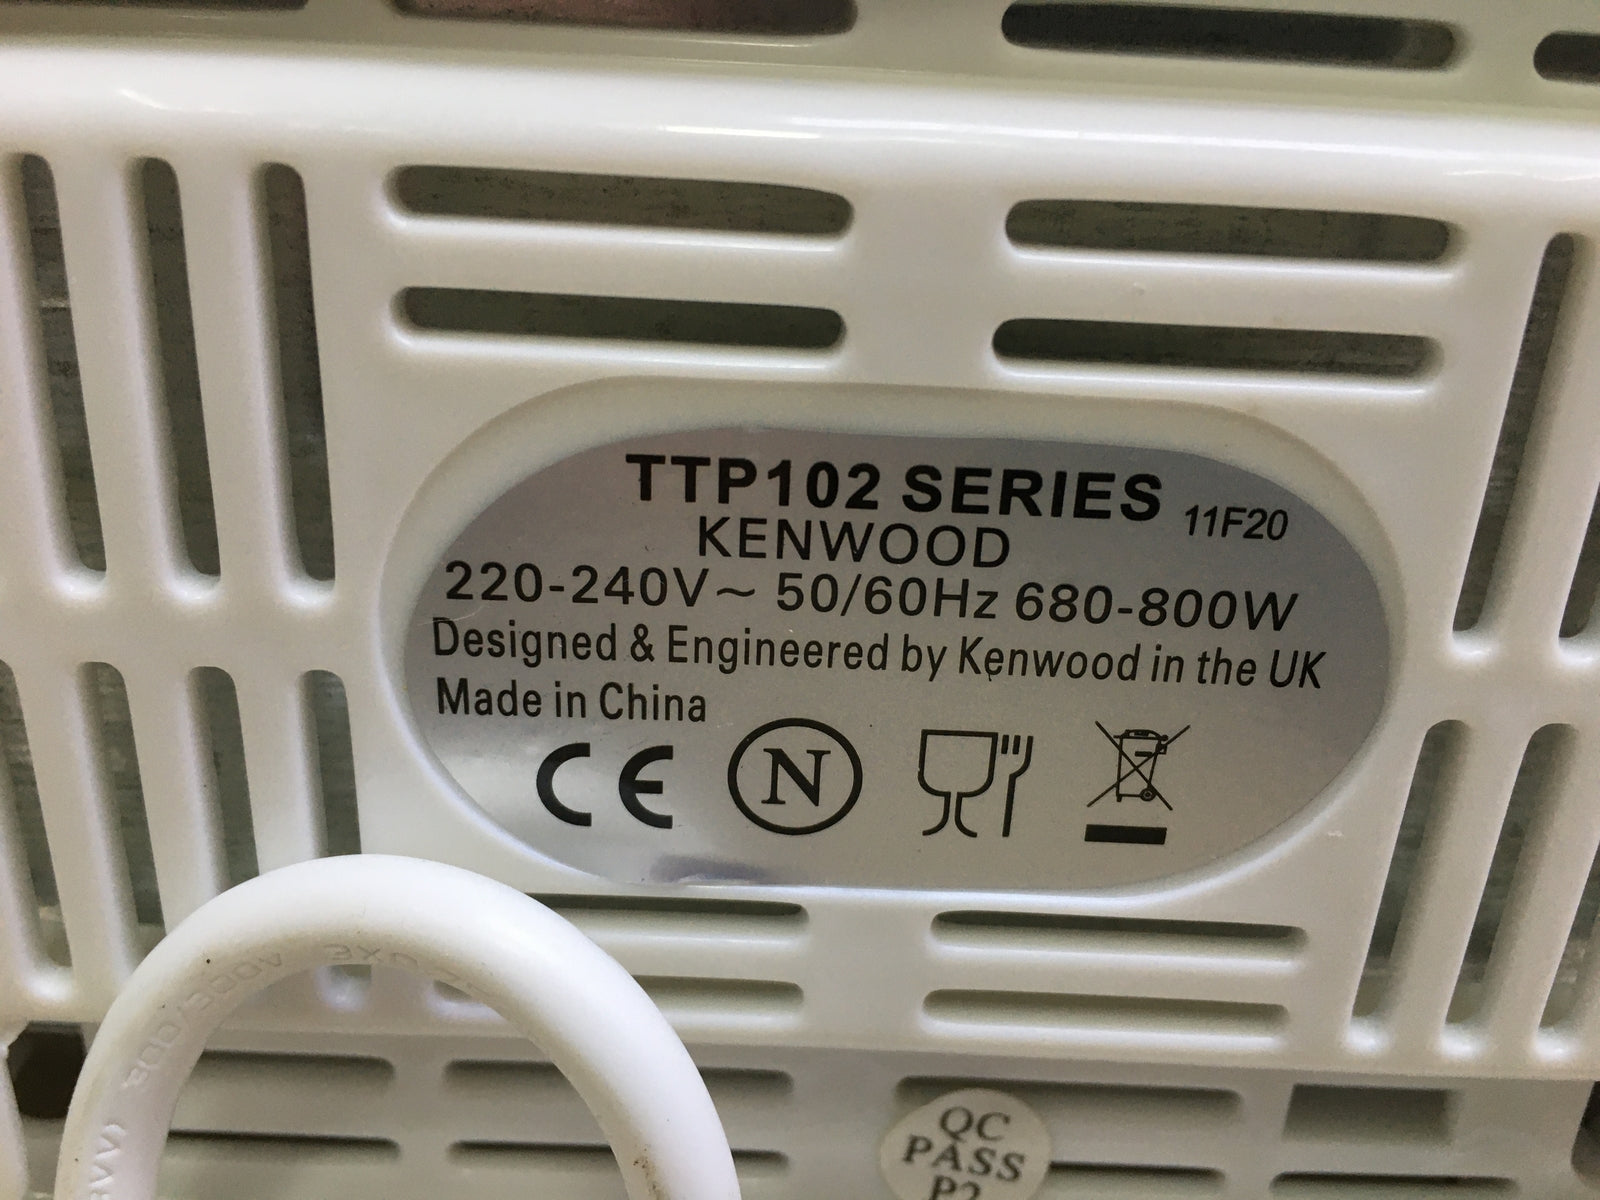 TTP102 SERIES 11F20
KENWOOD
220-240V~ 50/60Hz 680-800W
Designed & Engineered by Kenwood in the UK
Made in China
CE N
QC
PASS
P2